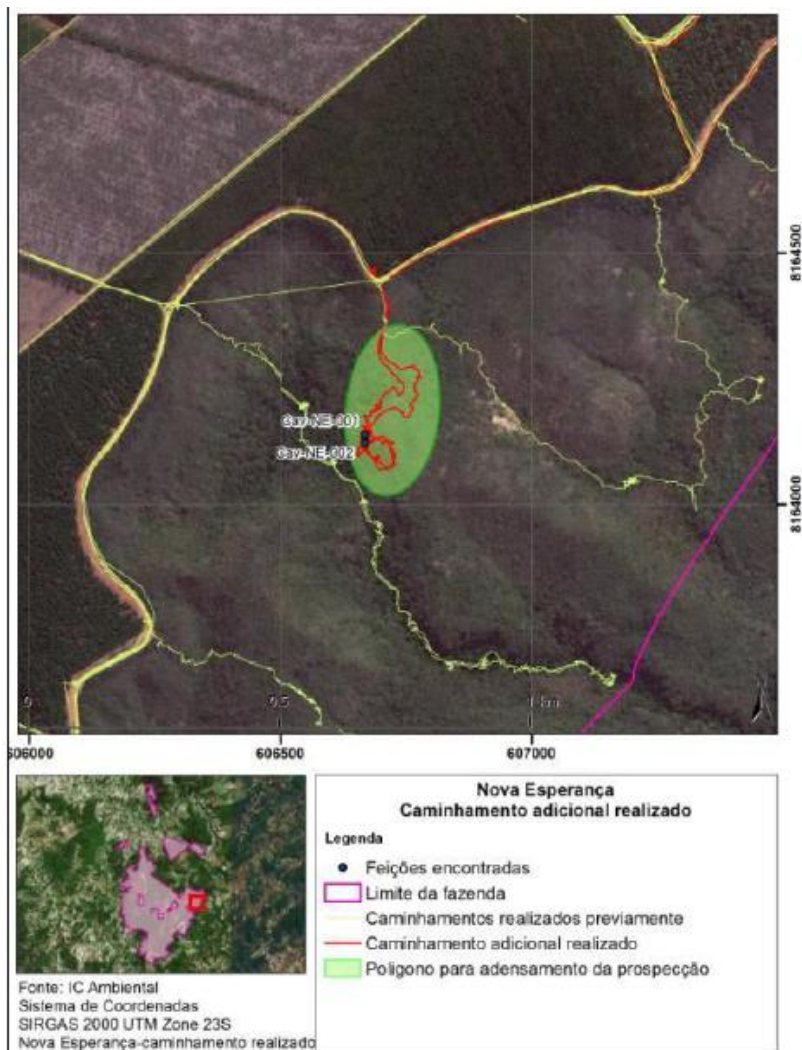 8164500
Cav-NE-001
Cav-NE-002
8164000
0
0,5
1 km
606000
606500
607000
Nova Esperança
Caminhamento adicional realizado
Legenda
Feições encontradas
Limite da fazenda
Caminhamentos realizados previamente
Caminhamento adicional realizado
Polígono para adensamento da prospecção
Fonte: IC Ambiental
Sistema de Coordenadas
SIRGAS 2000 UTM Zone 23S
Nova Esperança-caminhamento realizado